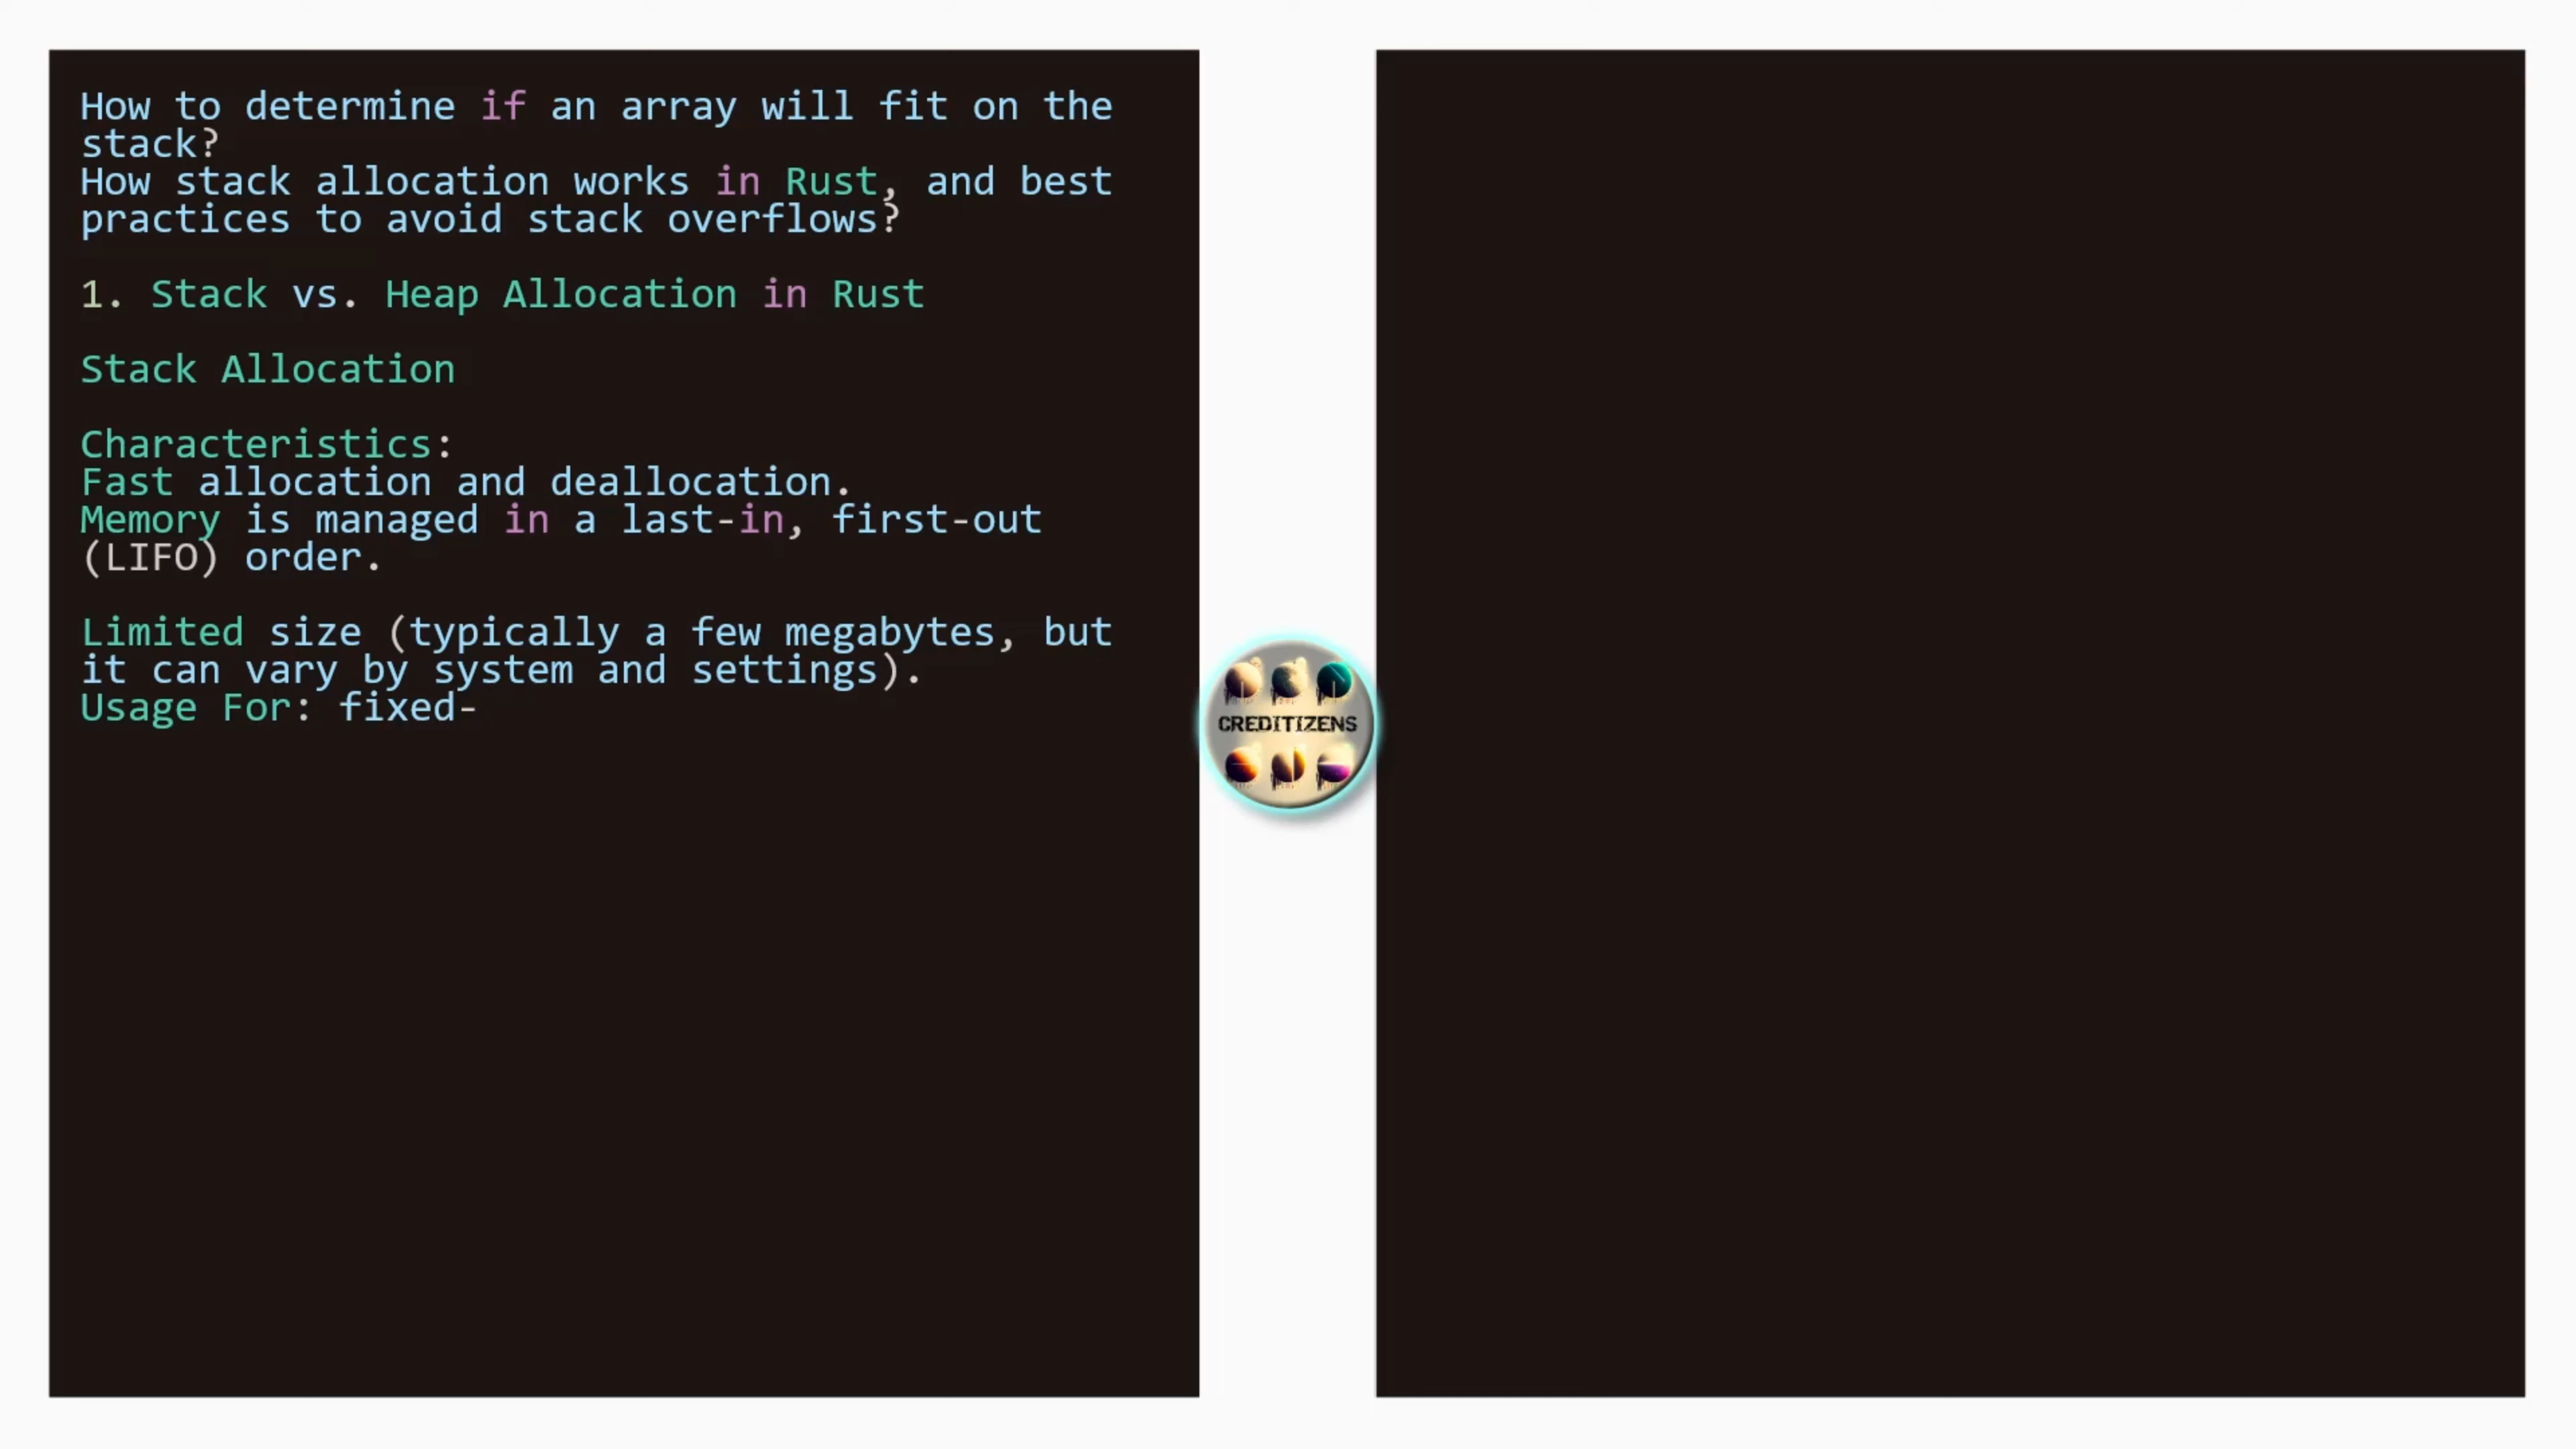 How to determine if an array will fit on the
stack?
How stack allocation works in Rust, and best
practices to avoid stack overflows?
1. Stack vs. Heap Allocation in Rust
Stack Allocation
Characteristics:
Fast allocation and deallocation.
Memory is managed in a last-in, first-out
(LIFO) order.
Limited size (typically a few megabytes, but
it can vary by system and settings).
Usage For: fixed-
CREDITIZENS